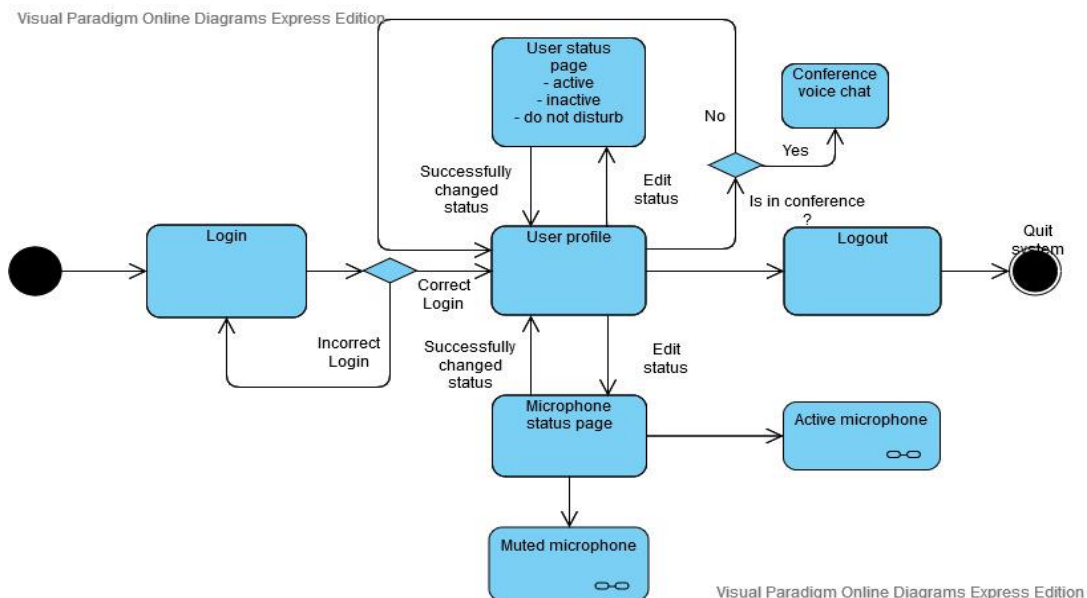 Visual Paradigm Online Diagrams Express Edition
User status
page
- active
- inactive
- do not disturb
Conference
voice chat
No
Yes
Successfully
changed
status
Edit
status
Is in conference
?
Login
User profile
Logout
Quit
system
Correct
Login
Incorrect
Login
Successfully
changed
status
Edit
status
Microphone
status page
Active microphone
Muted microphone
Visual Paradigm Online Diagrams Express Edition